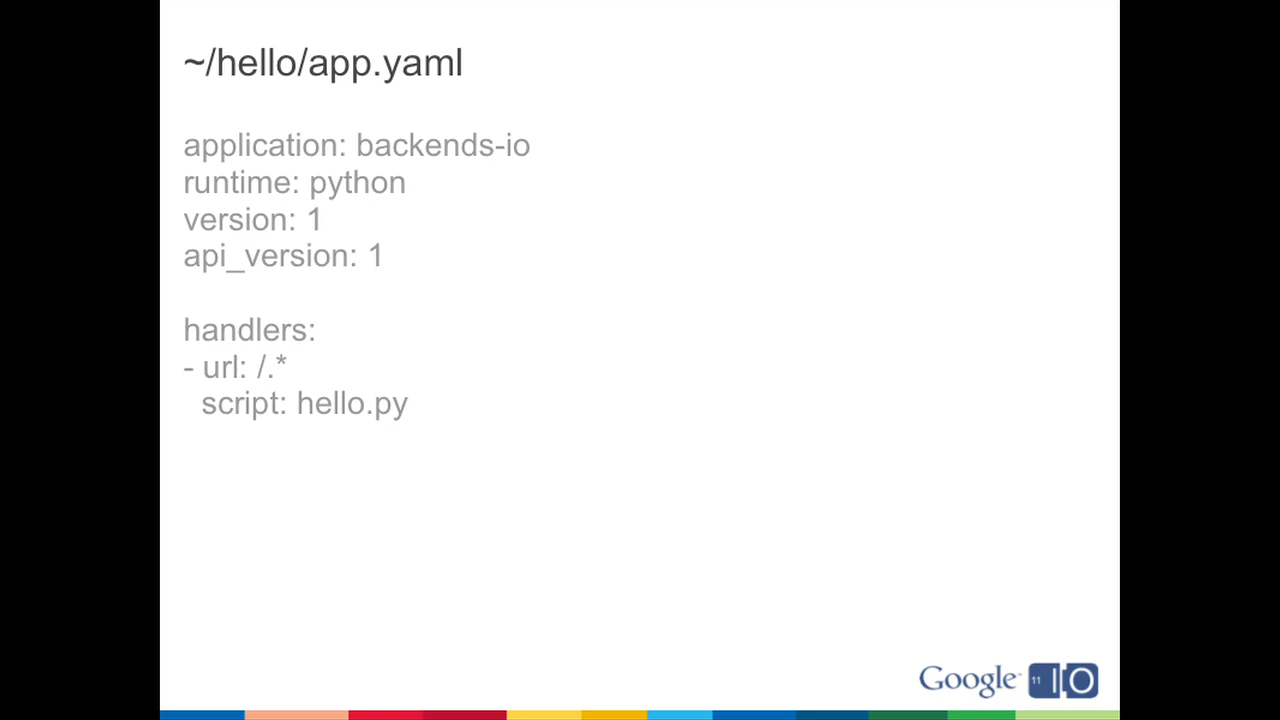 ~/hello/app.yaml
application: backends-io
runtime: python
version: 1
api_version: 1
handlers:
- url: /.*
  script: hello.py
Google 11 IO